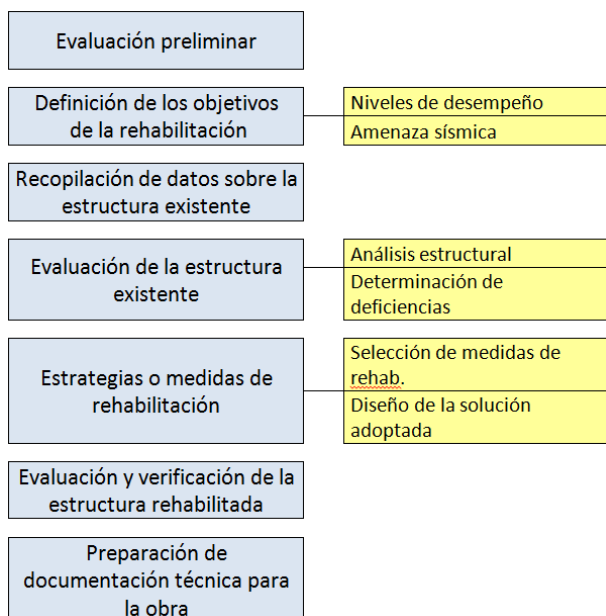 Evaluación preliminar
Definición de los objetivos
de la rehabilitación
Niveles de desempeño
Amenaza sísmica
Recopilación de datos sobre la
estructura existente
Evaluación de la estructura
existente
Análisis estructural
Determinación de
deficiencias
Estrategias o medidas de
rehabilitación
Selección de medidas de
rehab.
Diseño de la solución
adoptada
Evaluación y verificación de la
estructura rehabilitada
Preparación de
documentación técnica para
la obra